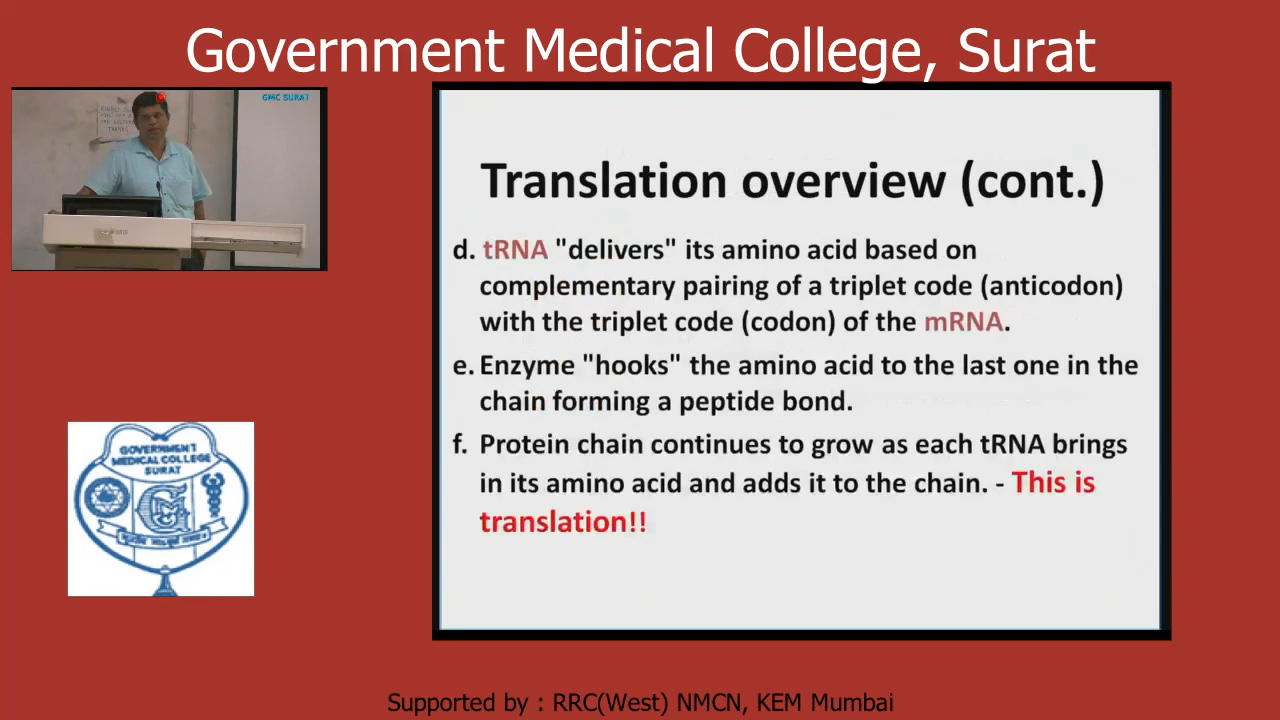 Government Medical College, Surat
GMC SURAT
THANKS
Translation overview (cont.)
d. tRNA "delivers" its amino acid based on
complementary pairing of a triplet code (anticodon)
with the triplet code (codon) of the mRNA.
e. Enzyme "hooks" the amino acid to the last one in the
chain forming a peptide bond.
f. Protein chain continues to grow as each tRNA brings
in its amino acid and adds it to the chain. - This is
translation!!
GOVERNMENT
MEDICAL COLLEGE
SURAT
Supported by : RRC(West) NMCN, KEM Mumbai